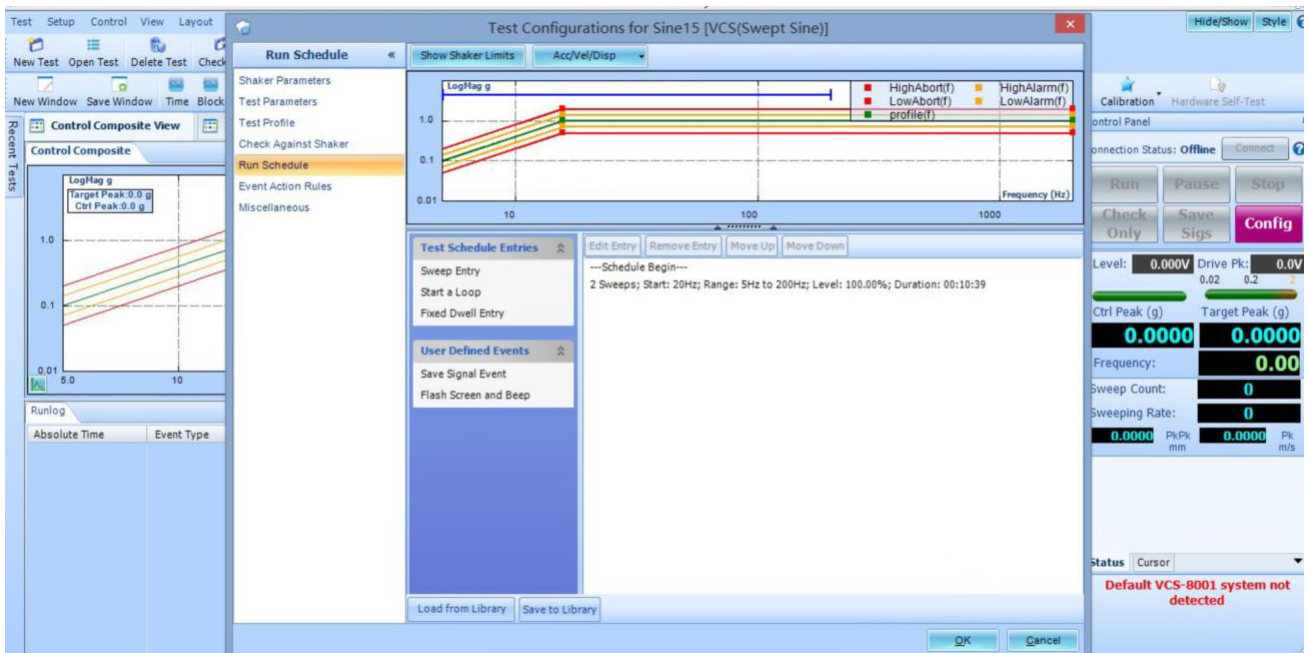 Test Setup Control View Layout
Hide/Show Style
New Test Open Test Delete Test Check
New Window Save Window Time Block
Calibration Hardware Self-Test
Recent Tests
Control Composite View
Control Composite
LogMag g
Target Peak:0.0 g
Ctrl Peak:0.0 g
1.0
0.1
0.01
5.0 10
Runlog
Absolute Time Event Type
Test Configurations for Sine15 [VCS(Swept Sine)]
Run Schedule «
Shaker Parameters
Test Parameters
Test Profile
Check Against Shaker
Run Schedule
Event Action Rules
Miscellaneous
Show Shaker Limits Acc/Vel/Disp
LogMag g
HighAbort(f) HighAlarm(f)
LowAbort(f) LowAlarm(f)
profile(f)
1.0
0.1
0.01
Frequency (Hz)
10 100 1000
Test Schedule Entries
Sweep Entry
Start a Loop
Fixed Dwell Entry
User Defined Events
Save Signal Event
Flash Screen and Beep
Edit Entry Remove Entry Move Up Move Down
---Schedule Begin---
2 Sweeps; Start: 20Hz; Range: 5Hz to 200Hz; Level: 100.00%; Duration: 00:10:39
Load from Library Save to Library
OK Cancel
ontrol Panel
onnection Status: Offline Connect
Run Pause Stop
Check Only Save Sigs Config
Level: 0.000V Drive Pk: 0.0V
0.02 0.2 2
Ctrl Peak (g) Target Peak (g)
0.0000 0.0000
Frequency: 0.00
Sweep Count: 0
Sweeping Rate: 0
0.0000 PkPk mm 0.0000 Pk m/s
Status Cursor
Default VCS-8001 system not
detected